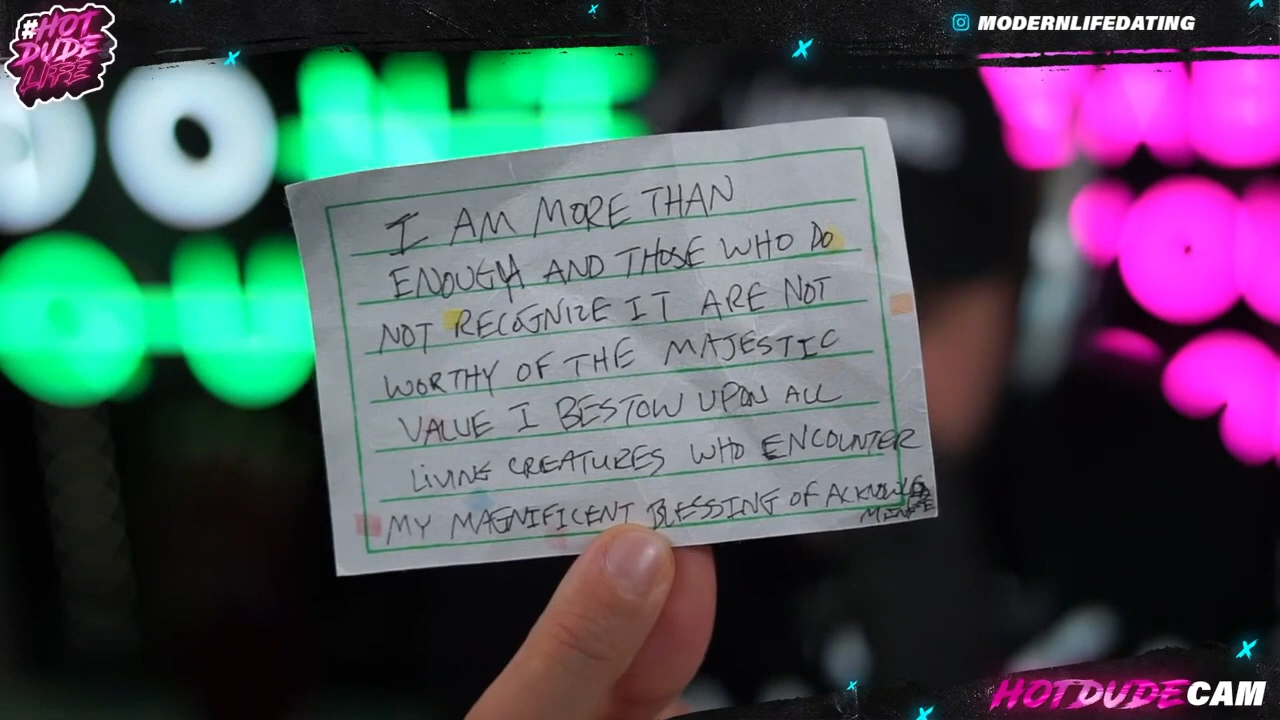 #HOT
DUDE
LIFE
MODERNLIFEDATING
I AM MORE THAN
ENOUGH AND THOSE WHO DO
NOT RECOGNIZE IT ARE NOT
WORTHY OF THE MAJESTIC
VALUE I BESTOW UPON ALL
LIVING CREATURES WHO ENCOUNTER
MY MAGNIFICENT BLESSING OF
HOTDUDECAM